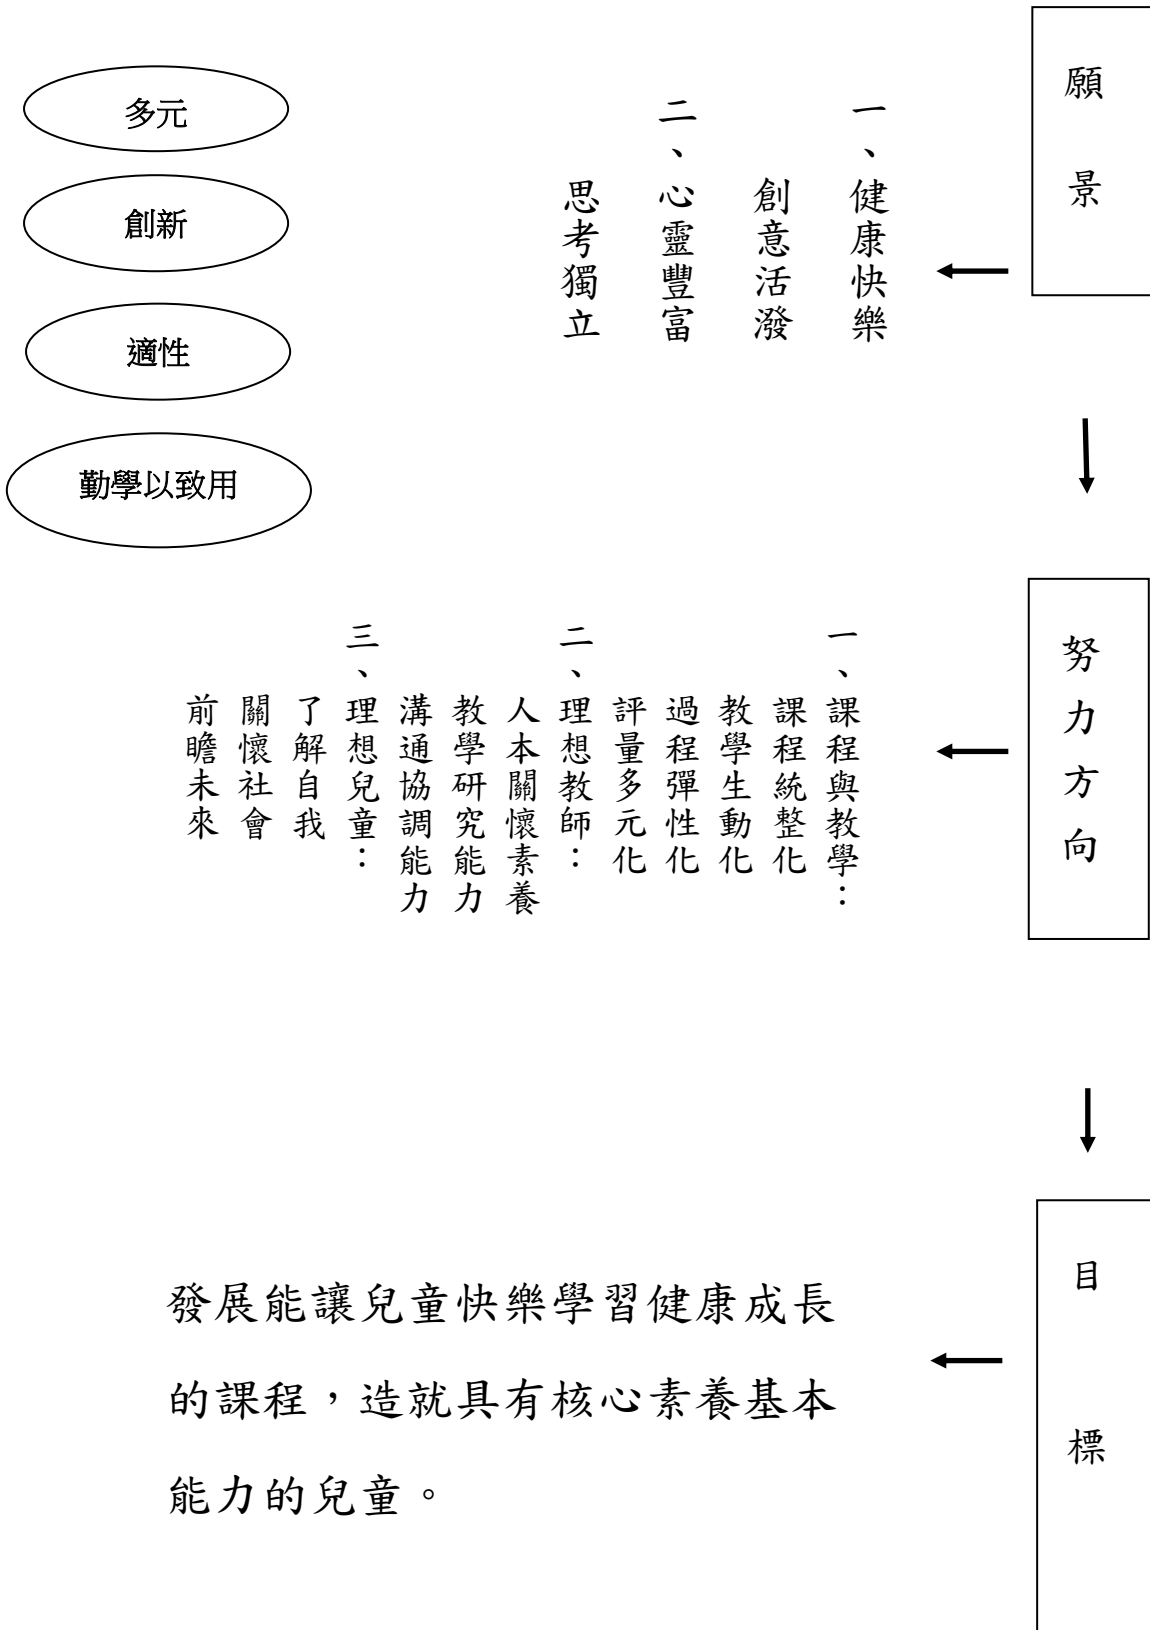 願景
一、健康快樂
創意活潑
二、心靈豐富
思考獨立
多元
創新
適性
勤學以致用
努力方向
一、課程與教學：
課程統整化
教學生動化
過程彈性化
評量多元化
二、理想教師：
人本關懷素養
教學研究能力
溝通協調能力
三、理想兒童：
了解自我
關懷社會
前瞻未來
目標
發展能讓兒童快樂學習健康成長
的課程，造就具有核心素養基本
能力的兒童。